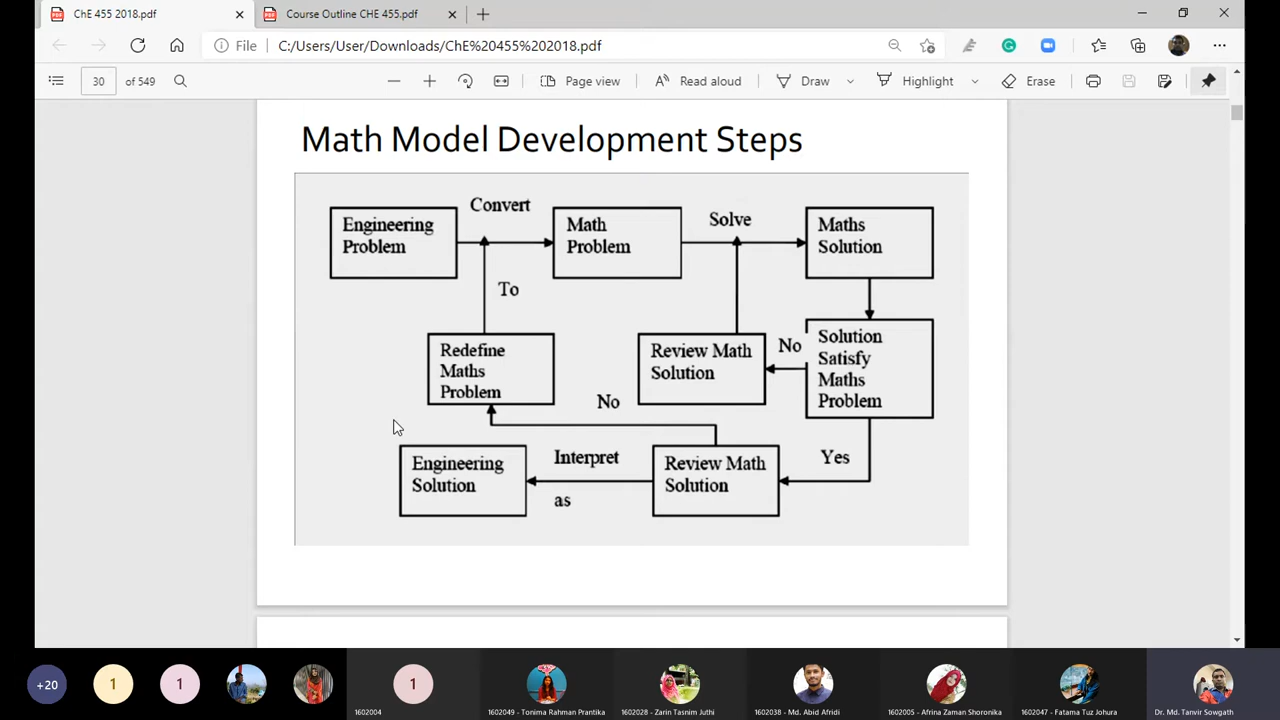 ChE 455 2018.pdf
Course Outline CHE 455.pdf
File
C:/Users/User/Downloads/ChE%20455%202018.pdf
30 of 549
Page view
Read aloud
Draw
Highlight
Erase
Math Model Development Steps
Convert
Solve
Engineering
Problem
Math
Problem
Maths
Solution
To
Redefine
Maths
Problem
Review Math
Solution
No
Solution
Satisfy
Maths
Problem
No
Engineering
Solution
Interpret
as
Review Math
Solution
Yes
+20
1
1
1
1602004
1602049 - Tonima Rahman Prantika
1602028 - Zarin Tasnim Juthi
1602038 - Md. Abid Afridi
1602005 - Afrina Zaman Shoronika
1602047 - Fatama Tuz Johura
Dr. Md. Tanvir Sowgath